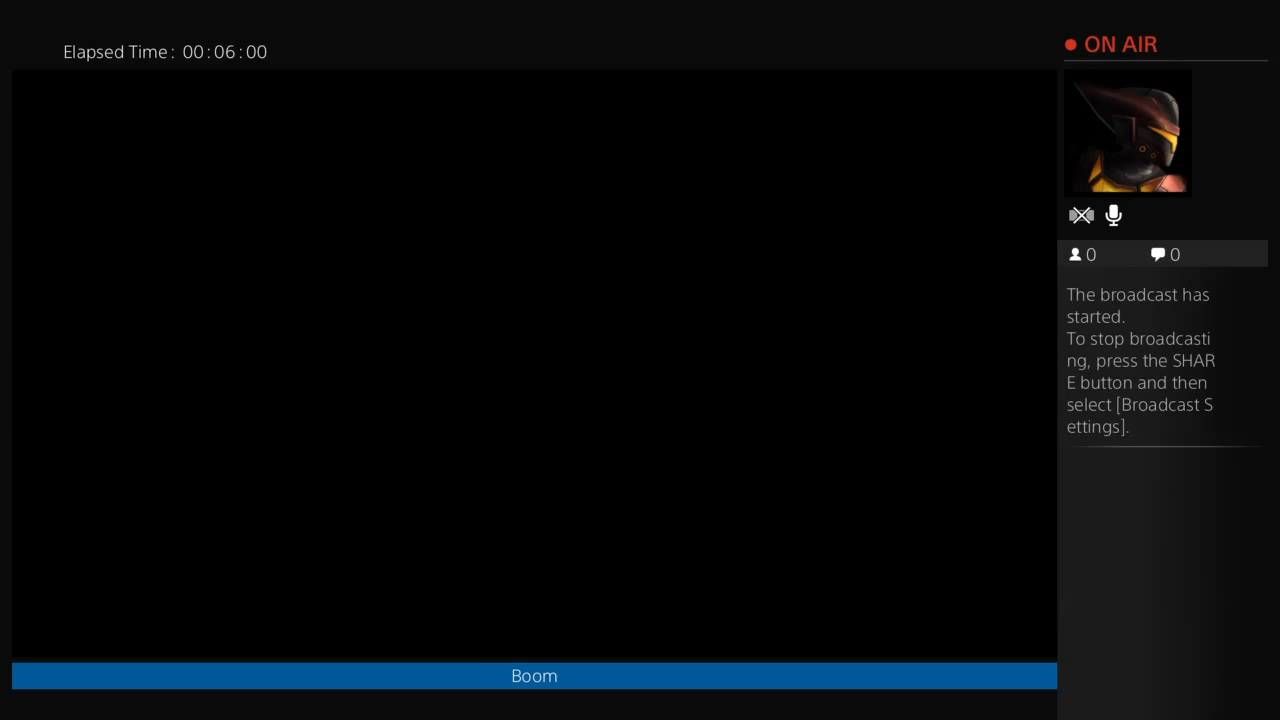 Elapsed Time: 00:06:00
ON AIR
0 0
The broadcast has
started.
To stop broadcasti
ng, press the SHAR
E button and then
select [Broadcast S
ettings].
Boom